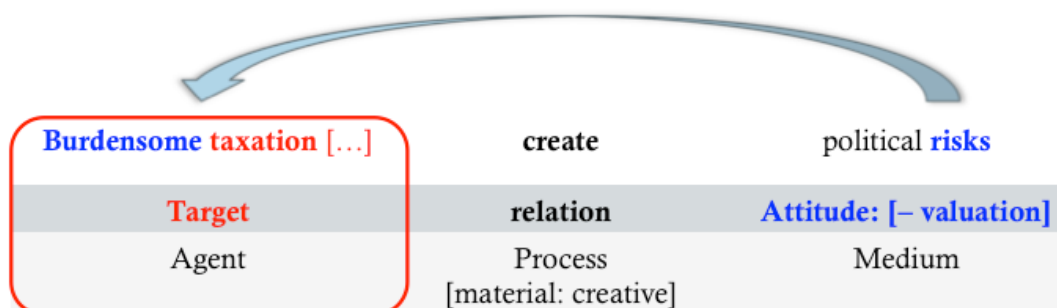 Burdensome taxation [...] create political risks
Target relation Attitude: [– valuation]
Agent Process Medium
[material: creative]